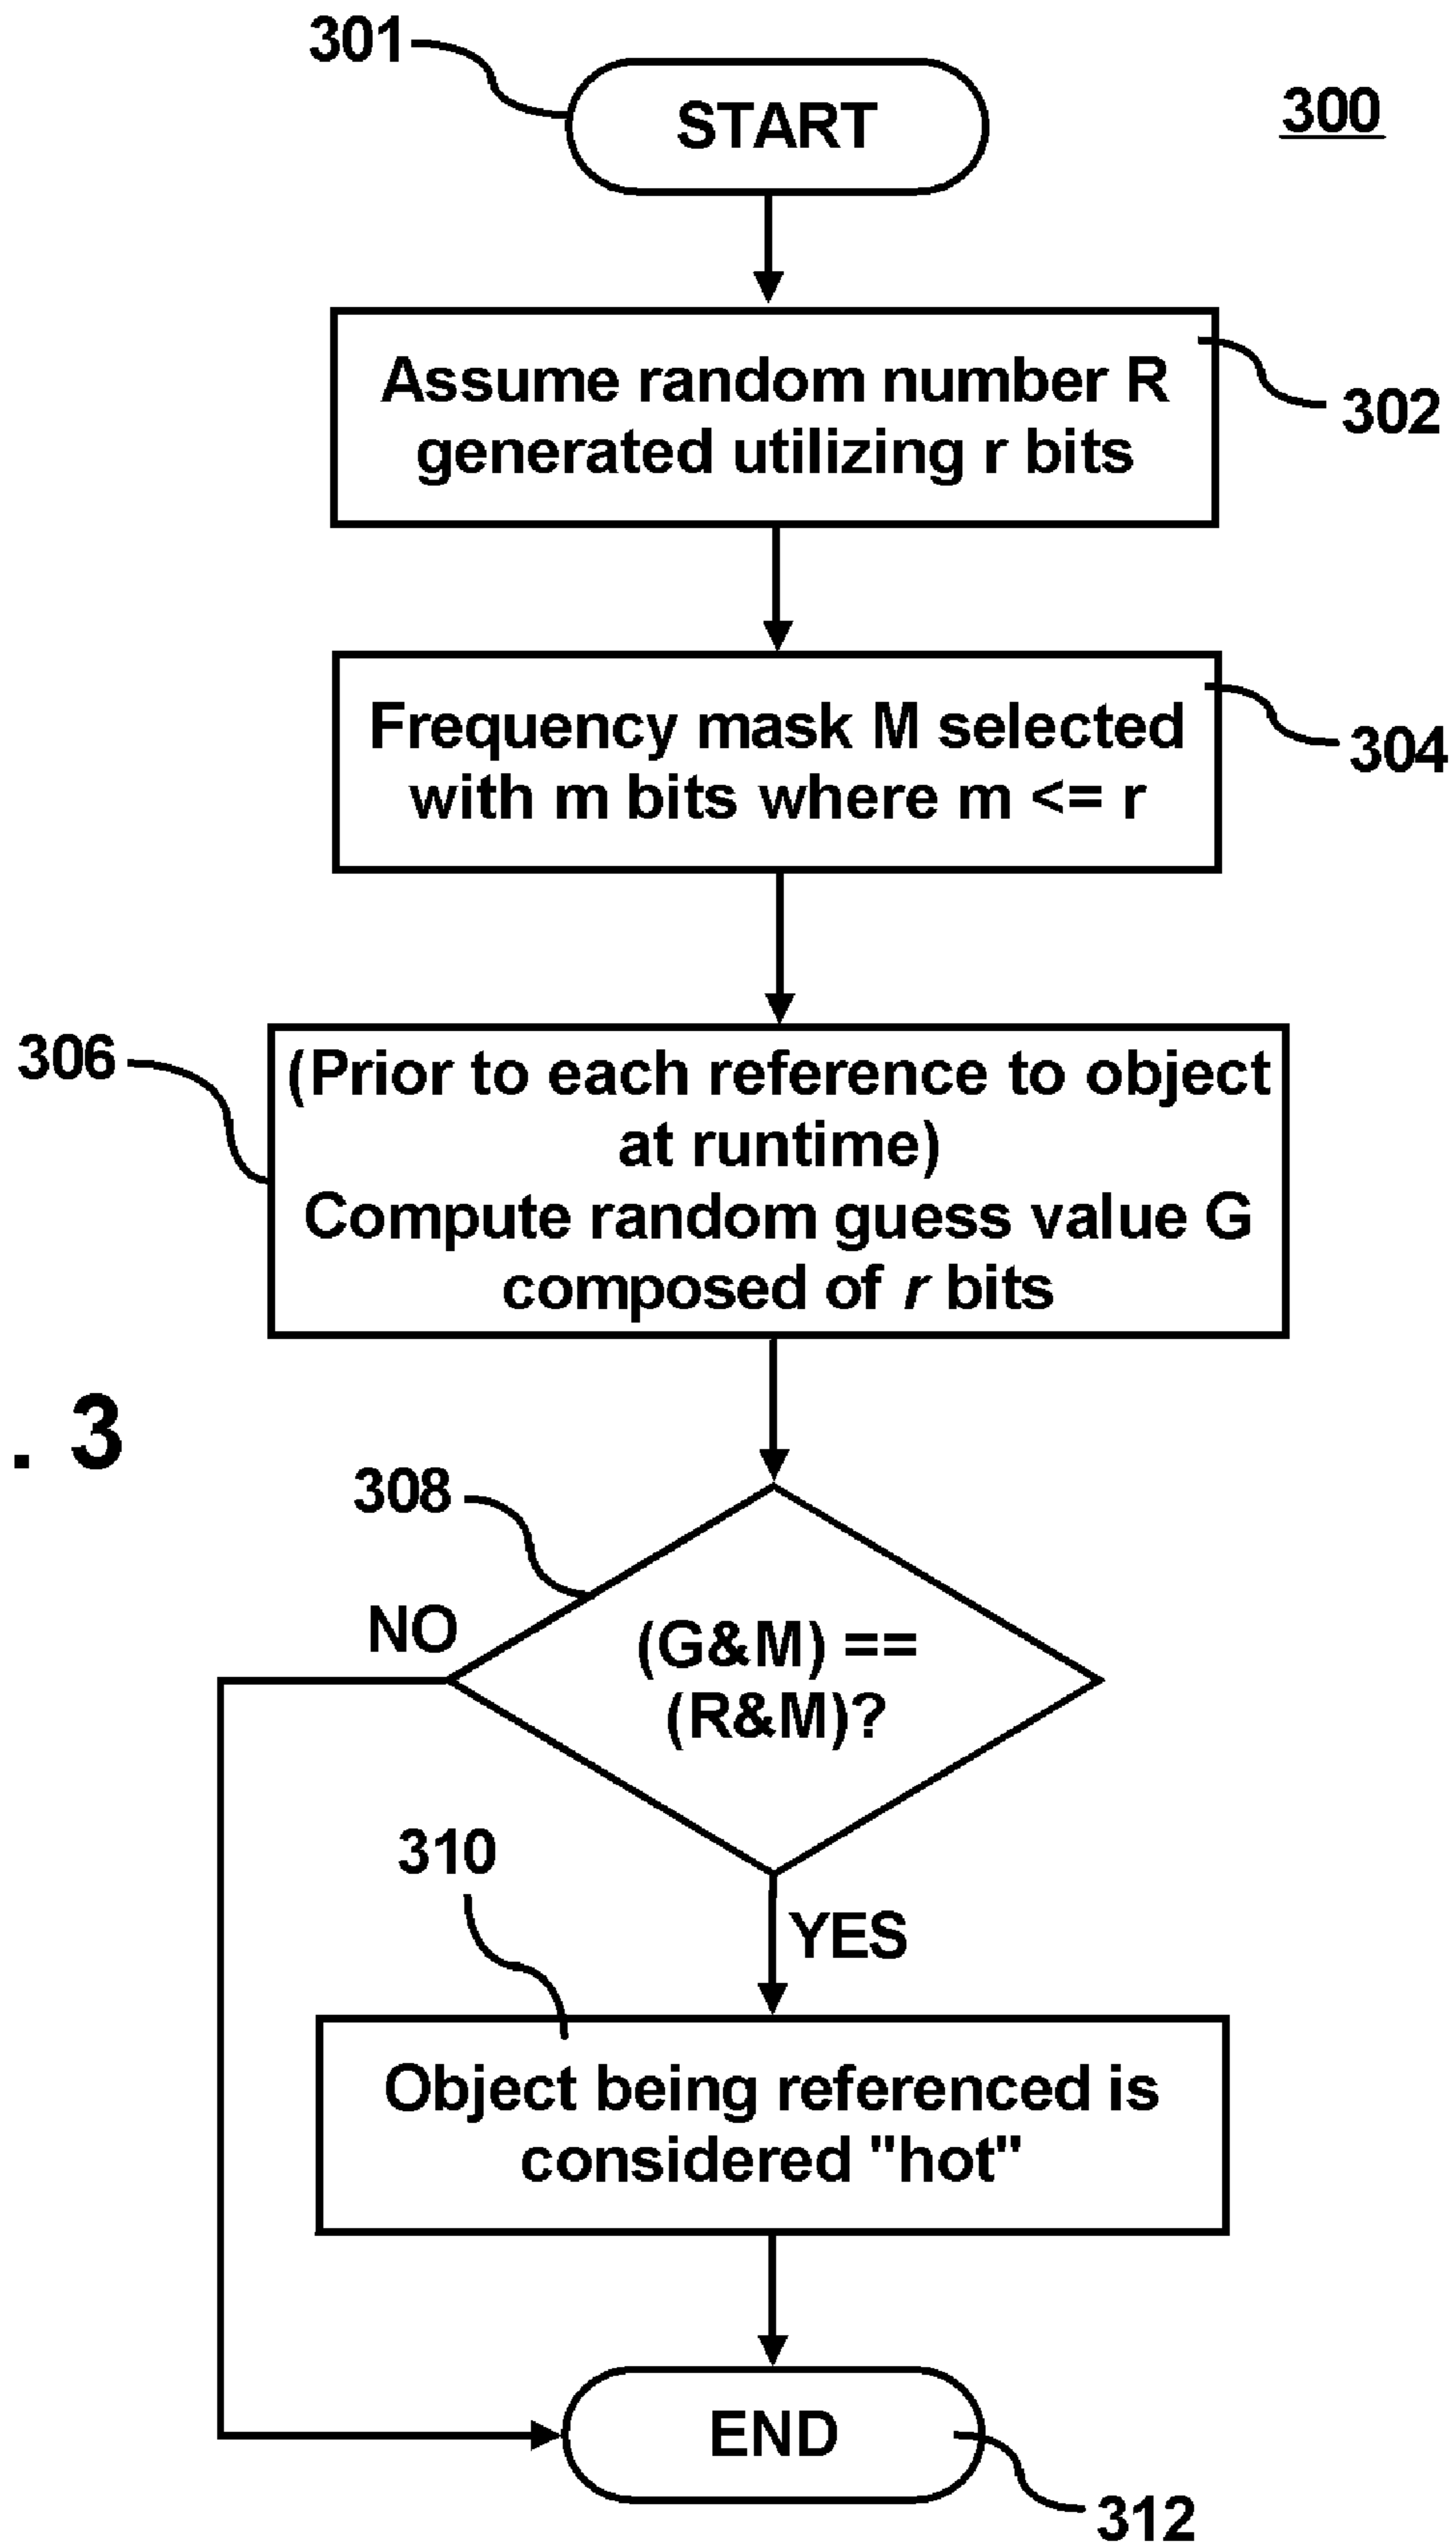 301
START
300
Assume random number R
generated utilizing r bits
302
Frequency mask M selected
with m bits where m <= r
304
306
(Prior to each reference to object
at runtime)
Compute random guess value G
composed of r bits
. 3
308
NO
(G&M) ==
(R&M)?
310
YES
Object being referenced is
considered "hot"
END
312